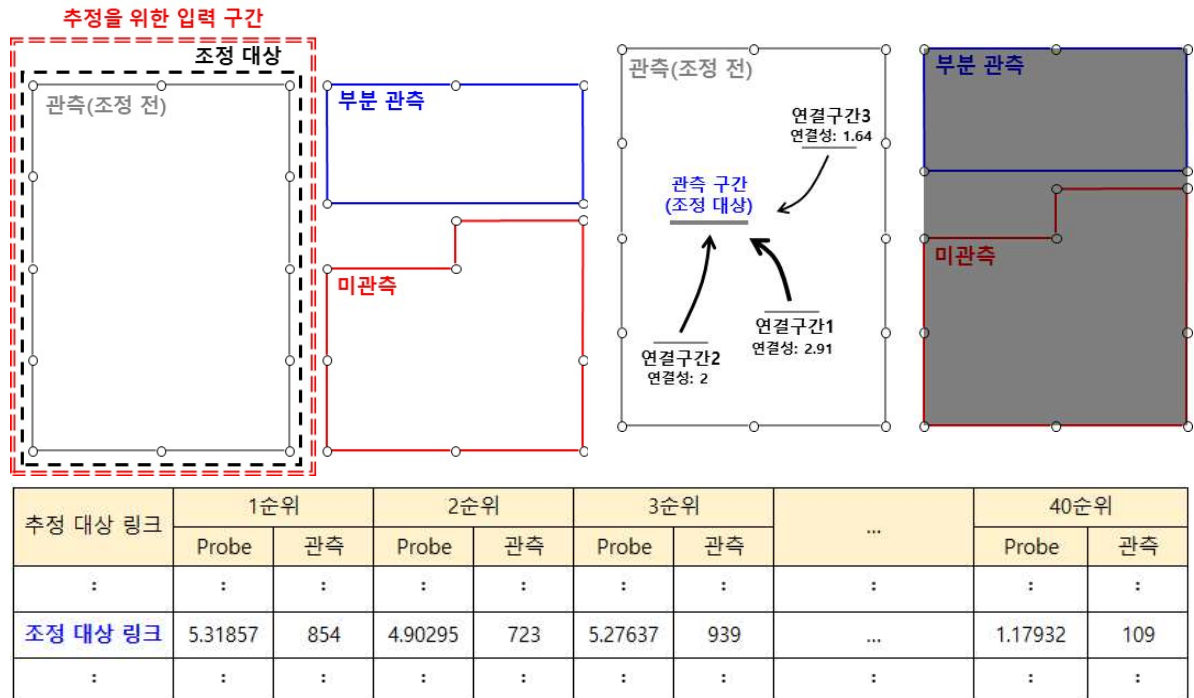 추정을 위한 입력 구간
조정 대상
관측(조정 전)
부분 관측
미관측
관측(조정 전)
연결구간3
연결성: 1.64
관측 구간
(조정 대상)
연결구간1
연결성: 2.91
연결구간2
연결성: 2
부분 관측
미관측
추정 대상 링크 1순위 2순위 3순위 ... 40순위
Probe 관측 Probe 관측 Probe 관측 Probe 관측
: : : : : : : : : :
조정 대상 링크 5.31857 854 4.90295 723 5.27637 939 ... 1.17932 109
: : : : : : : : : :